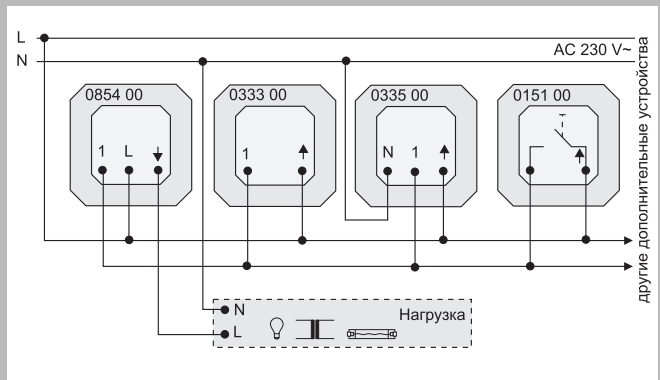 L
N
AC 230 V~
0854 00
0333 00
0335 00
0151 00
1 L
1
N 1
N
L
Нагрузка
другие дополнительные устройства